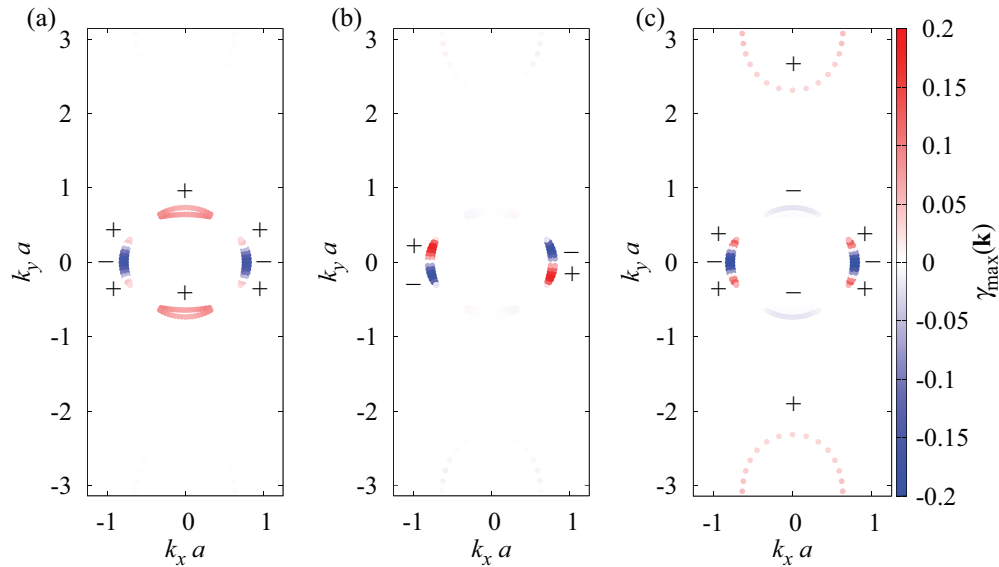 (a) (b) (c)
3 3 3 0.2
+
2 2 2 0.15
1 + 1 1 − 0.1
+ + + +
0.05
k_y a 0 − − k_y a 0 + − k_y a 0 − − 0 γ_max(k)
+ + + − + + − +
-0.05
-1 -1 -1 -0.1
-2 -2 -2 + -0.15
-3 -3 -3 -0.2
-1 0 1 -1 0 1 -1 0 1
k_x a k_x a k_x a